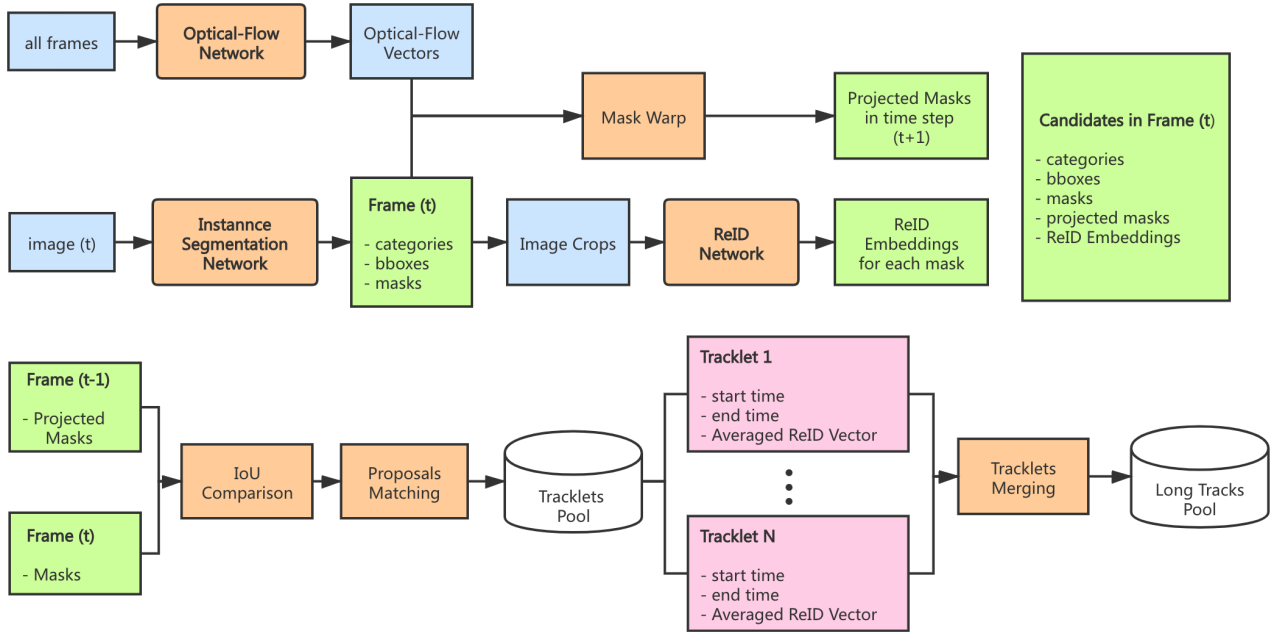 all frames
Optical-Flow
Network
Optical-Flow
Vectors
Mask Warp
Projected Masks
in time step
(t+1)
image (t)
Instannce
Segmentation
Network
Frame (t)
- categories
- bboxes
- masks
Image Crops
ReID
Network
ReID
Embeddings
for each mask
Candidates in Frame (t)
- categories
- bboxes
- masks
- projected masks
- ReID Embeddings
Frame (t-1)
- Projected
Masks
Frame (t)
- Masks
IoU
Comparison
Proposals
Matching
Tracklets
Pool
Tracklet 1
- start time
- end time
- Averaged ReID Vector
Tracklet N
- start time
- end time
- Averaged ReID Vector
Tracklets
Merging
Long Tracks
Pool